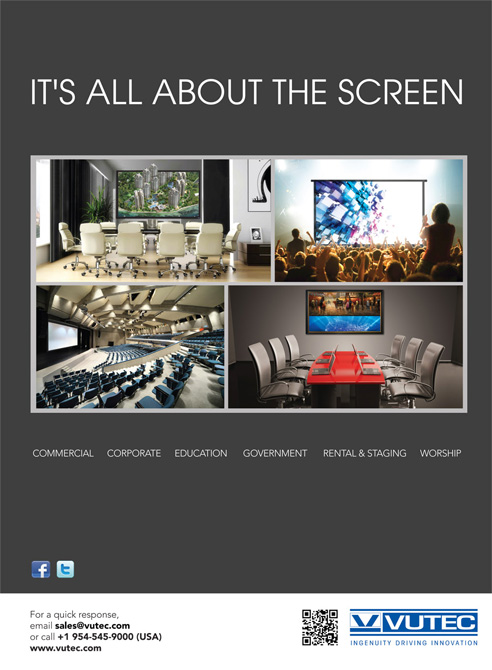 IT'S ALL ABOUT THE SCREEN
COMMERCIAL CORPORATE EDUCATION GOVERNMENT RENTAL & STAGING WORSHIP
For a quick response,
email sales@vutec.com
or call +1 954-545-9000 (USA)
www.vutec.com
VUTEC
INGENUITY DRIVING INNOVATION